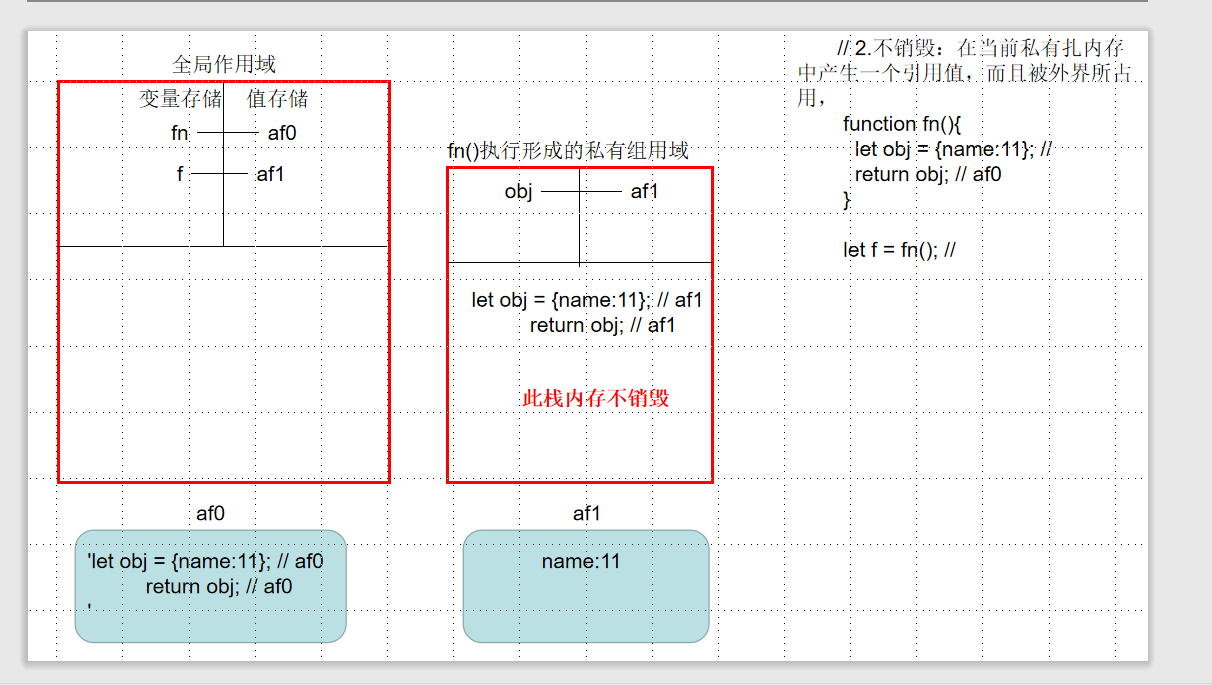 全局作用域
变量存储 值存储
fn af0
f af1
fn()执行形成的私有组用域
obj af1
let obj = {name:11}; // af1
return obj; // af1
此栈内存不销毁
af0
'let obj = {name:11}; // af0
return obj; // af0
'
af1
name:11
// 2.不销毁：在当前私有扎内存
中产生一个引用值，而且被外界所占
用，
function fn(){
let obj = {name:11}; //
return obj; // af0
}
let f = fn(); //